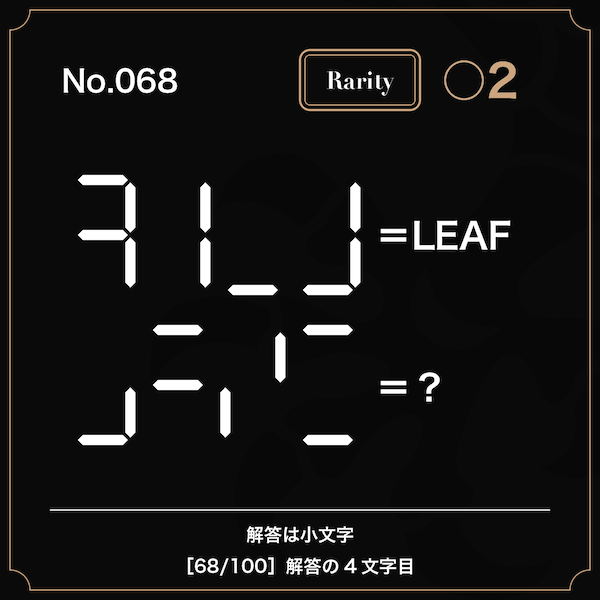 No.068
Rarity
○2
=LEAF
= ?
解答は小文字
[68/100] 解答の4文字目